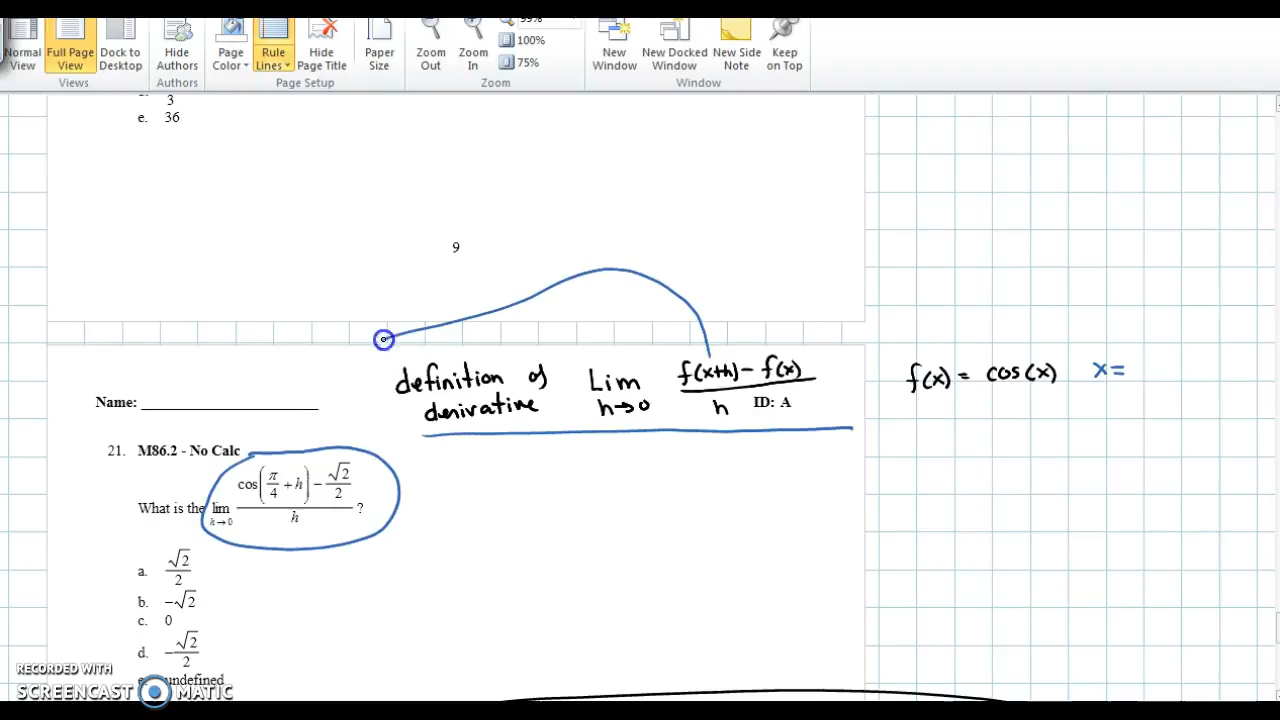 Normal View
Full Page View
Dock to Desktop
Views
Hide Authors
Authors
Page Color
Rule Lines
Hide Page Title
Page Setup
Paper Size
Zoom Out
Zoom In
99%
100%
75%
Zoom
New Window
New Docked Window
New Side Note
Keep on Top
Window
3
e. 36
9
definition of derivative
Lim h→0 f(x+h) - f(x) / h
f(x) = cos(x) x=
Name: ____________________
ID: A
21. M86.2 - No Calc
What is the lim h→0 (cos(π/4 + h) − √2/2) / h ?
a. √2/2
b. −√2
c. 0
d. −√2/2
e. undefined
RECORDED WITH
SCREENCAST MATIC